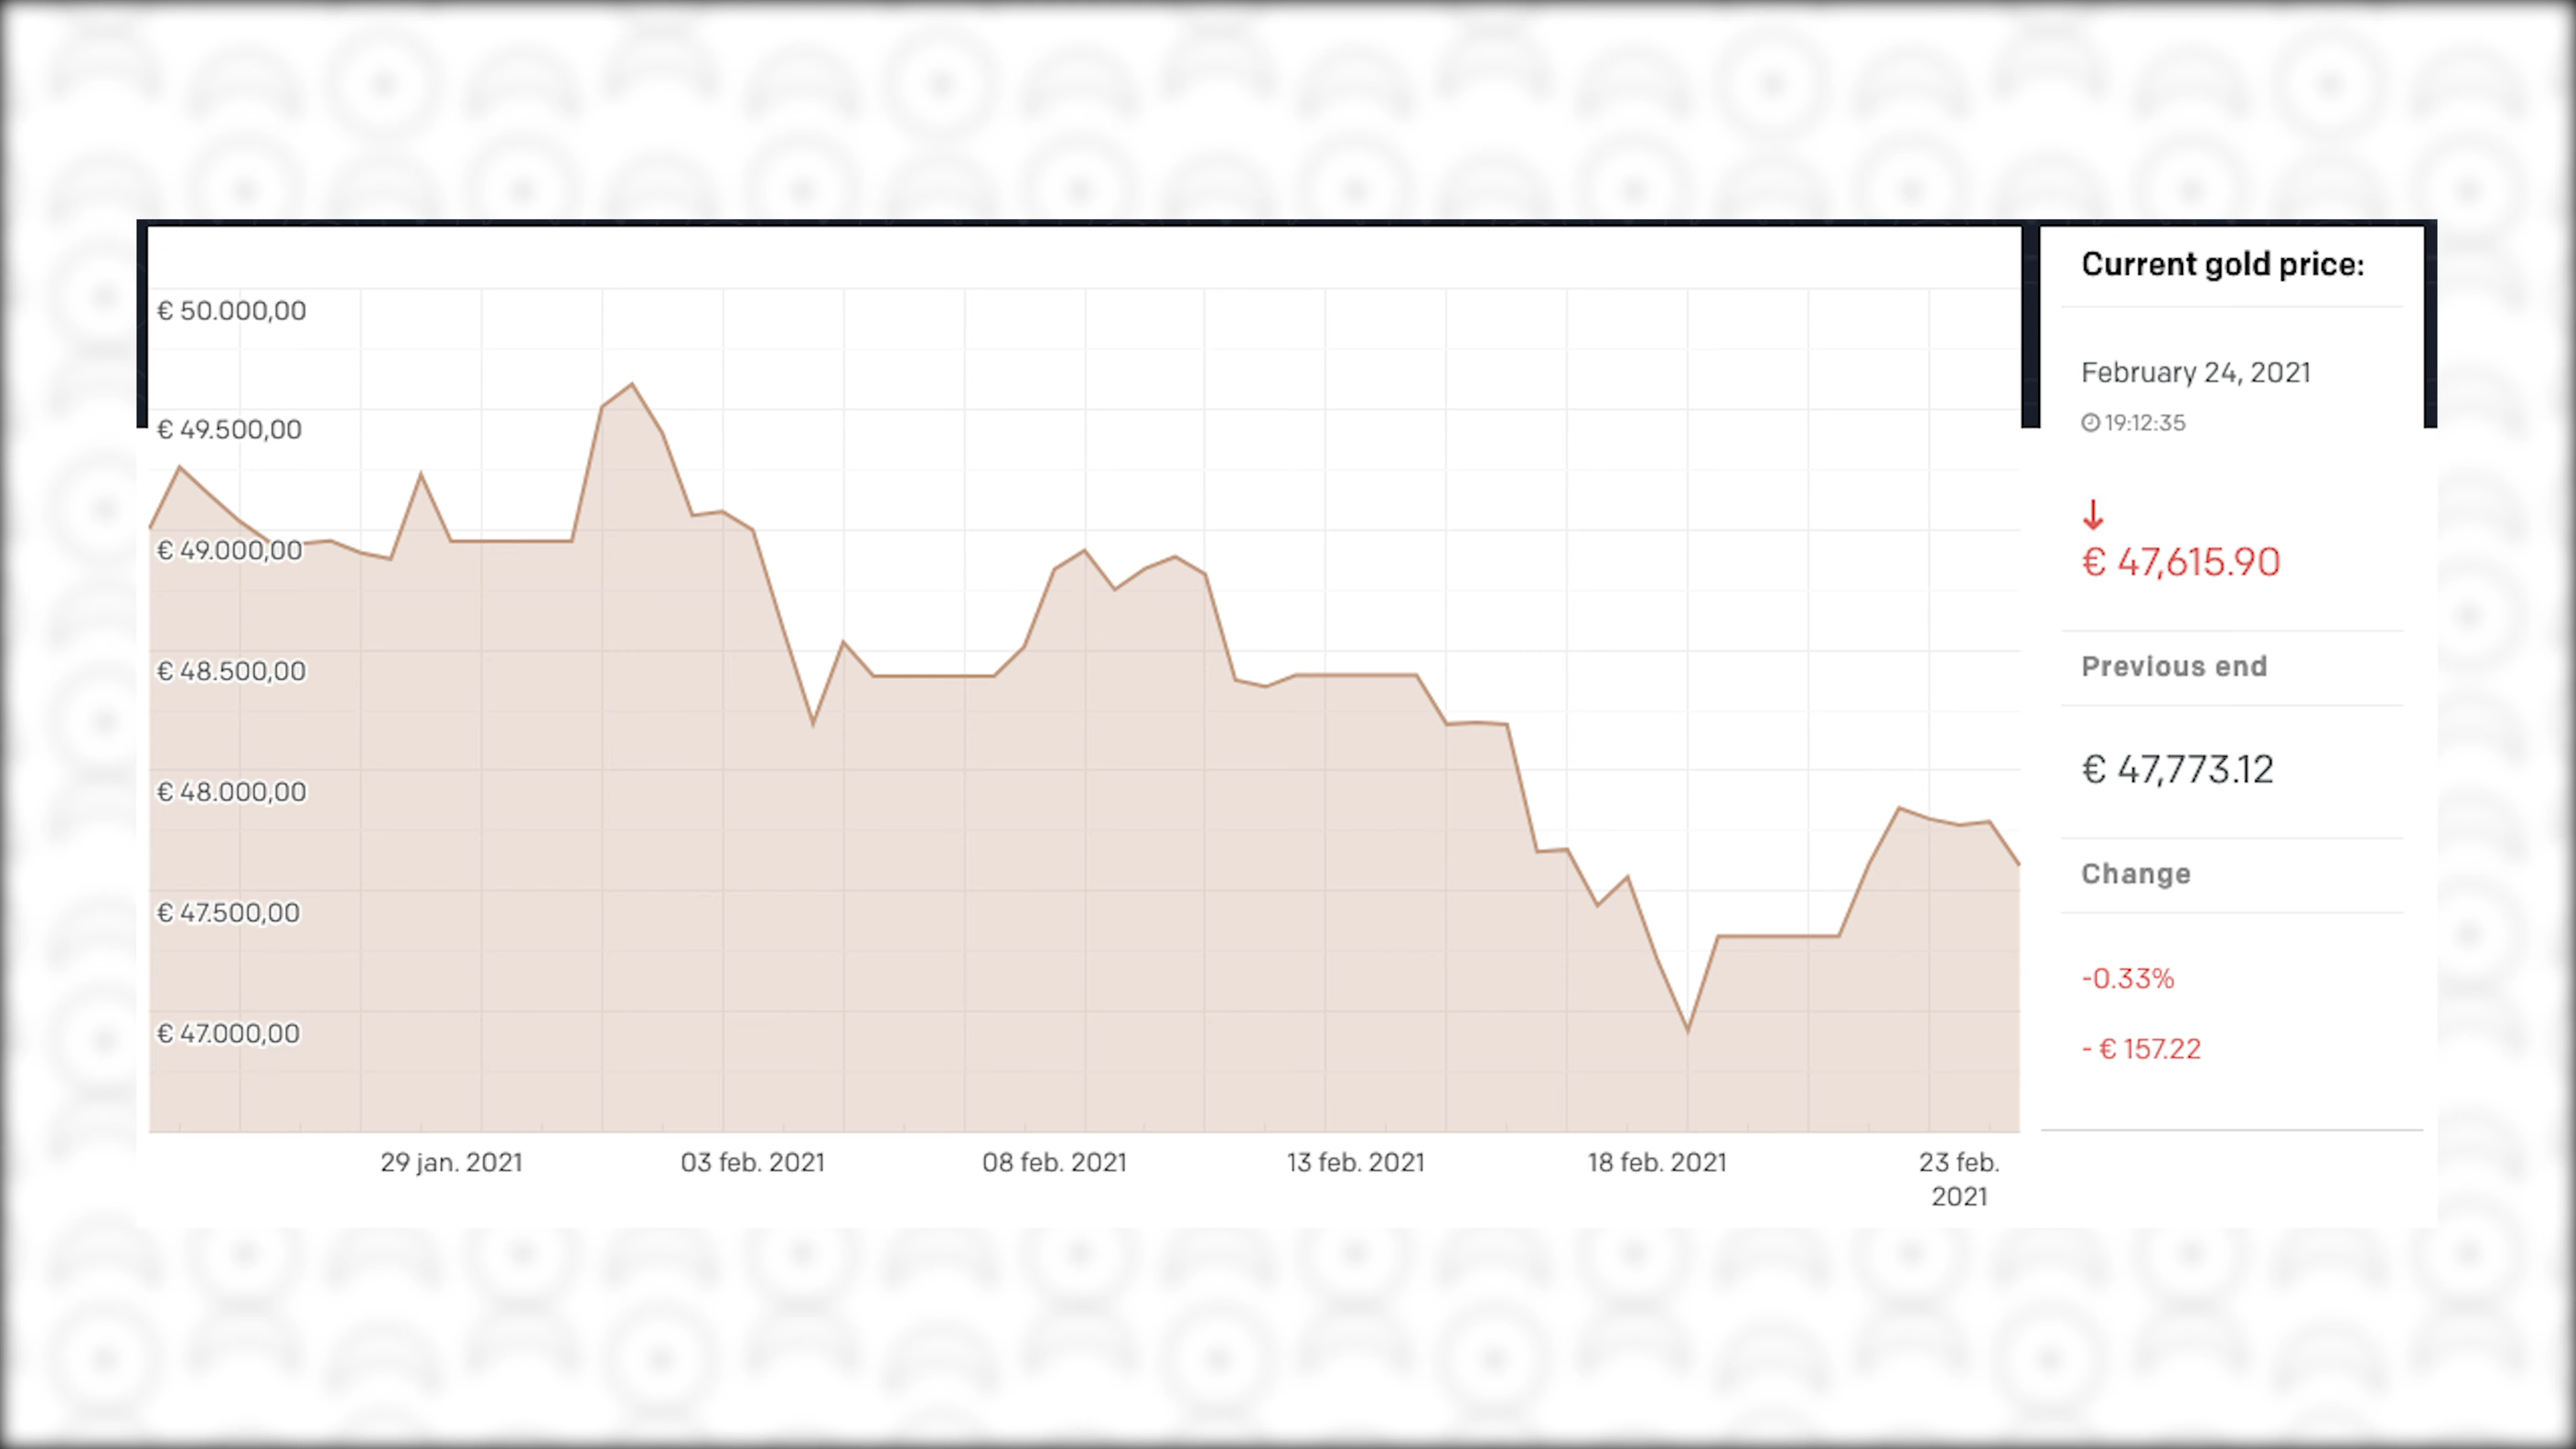 € 50.000,00
€ 49.500,00
€ 49.000,00
€ 48.500,00
€ 48.000,00
€ 47.500,00
€ 47.000,00
29 jan. 2021
03 feb. 2021
08 feb. 2021
13 feb. 2021
18 feb. 2021
23 feb.
2021
Current gold price:
February 24, 2021
19:12:35
€ 47,615.90
Previous end
€ 47,773.12
Change
-0.33%
- € 157.22